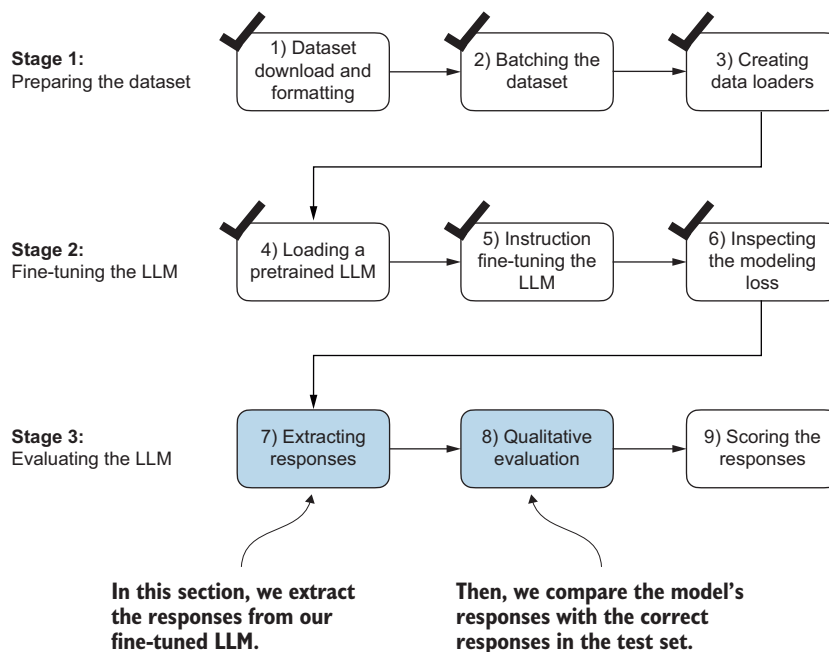 Stage 1:
Preparing the dataset
1) Dataset
download and
formatting
2) Batching the
dataset
3) Creating
data loaders
Stage 2:
Fine-tuning the LLM
4) Loading a
pretrained LLM
5) Instruction
fine-tuning the
LLM
6) Inspecting
the modeling
loss
Stage 3:
Evaluating the LLM
7) Extracting
responses
8) Qualitative
evaluation
9) Scoring the
responses
In this section, we extract
the responses from our
fine-tuned LLM.
Then, we compare the model’s
responses with the correct
responses in the test set.